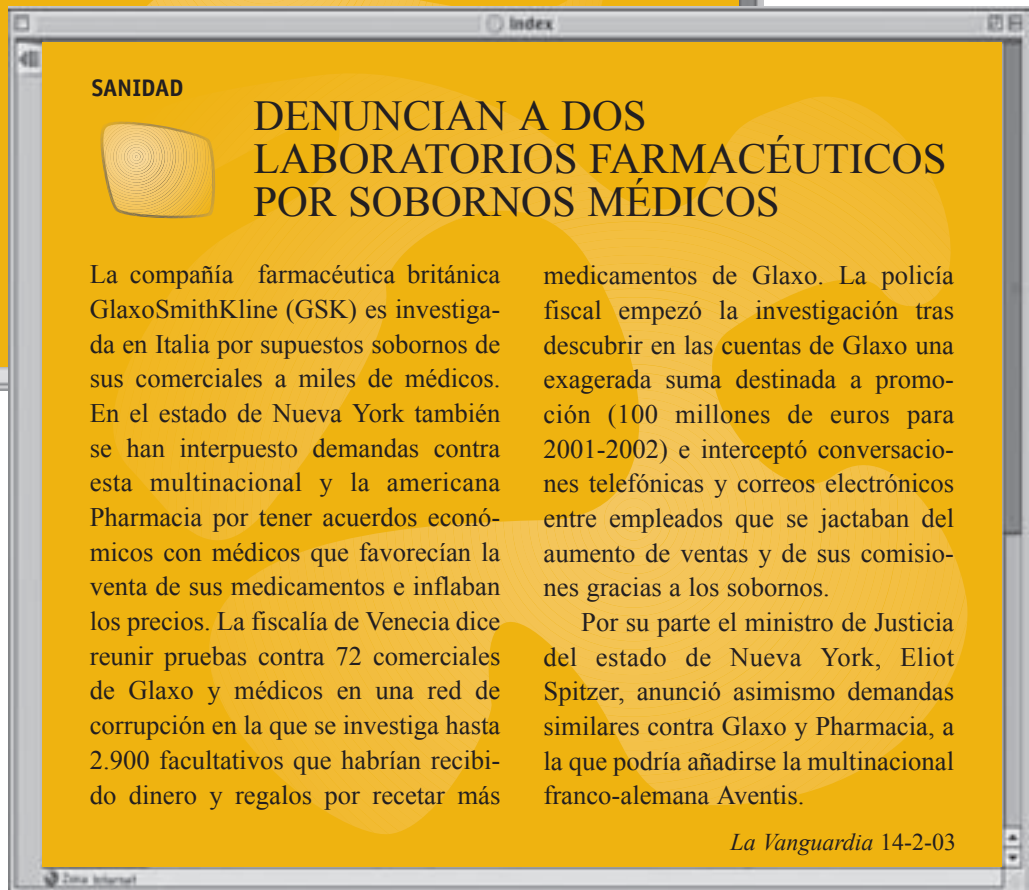 Index
SANIDAD
DENUNCIAN A DOS
LABORATORIOS FARMACÉUTICOS
POR SOBORNOS MÉDICOS
La compañía farmacéutica británica
GlaxoSmithKline (GSK) es investiga-
da en Italia por supuestos sobornos de
sus comerciales a miles de médicos.
En el estado de Nueva York también
se han interpuesto demandas contra
esta multinacional y la americana
Pharmacia por tener acuerdos econó-
micos con médicos que favorecían la
venta de sus medicamentos e inflaban
los precios. La fiscalía de Venecia dice
reunir pruebas contra 72 comerciales
de Glaxo y médicos en una red de
corrupción en la que se investiga hasta
2.900 facultativos que habrían recibi-
do dinero y regalos por recetar más
medicamentos de Glaxo. La policía
fiscal empezó la investigación tras
descubrir en las cuentas de Glaxo una
exagerada suma destinada a promo-
ción (100 millones de euros para
2001-2002) e interceptó conversacio-
nes telefónicas y correos electrónicos
entre empleados que se jactaban del
aumento de ventas y de sus comisio-
nes gracias a los sobornos.
Por su parte el ministro de Justicia
del estado de Nueva York, Eliot
Spitzer, anunció asimismo demandas
similares contra Glaxo y Pharmacia, a
la que podría añadirse la multinacional
franco-alemana Aventis.
La Vanguardia 14-2-03
Zona Internet